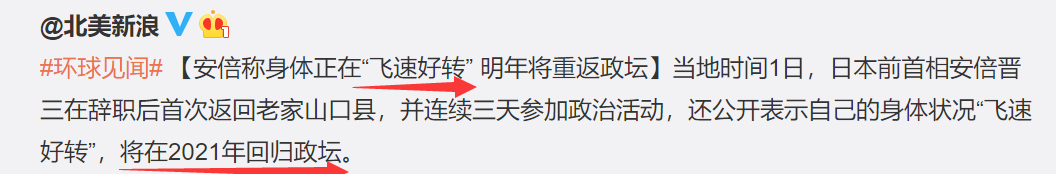 @北美新浪
#环球见闻# 【安倍称身体正在“飞速好转” 明年将重返政坛】当地时间1日，日本前首相安倍晋
三在辞职后首次返回老家山口县，并连续三天参加政治活动，还公开表示自己的身体状况“飞速
好转”，将在2021年回归政坛。